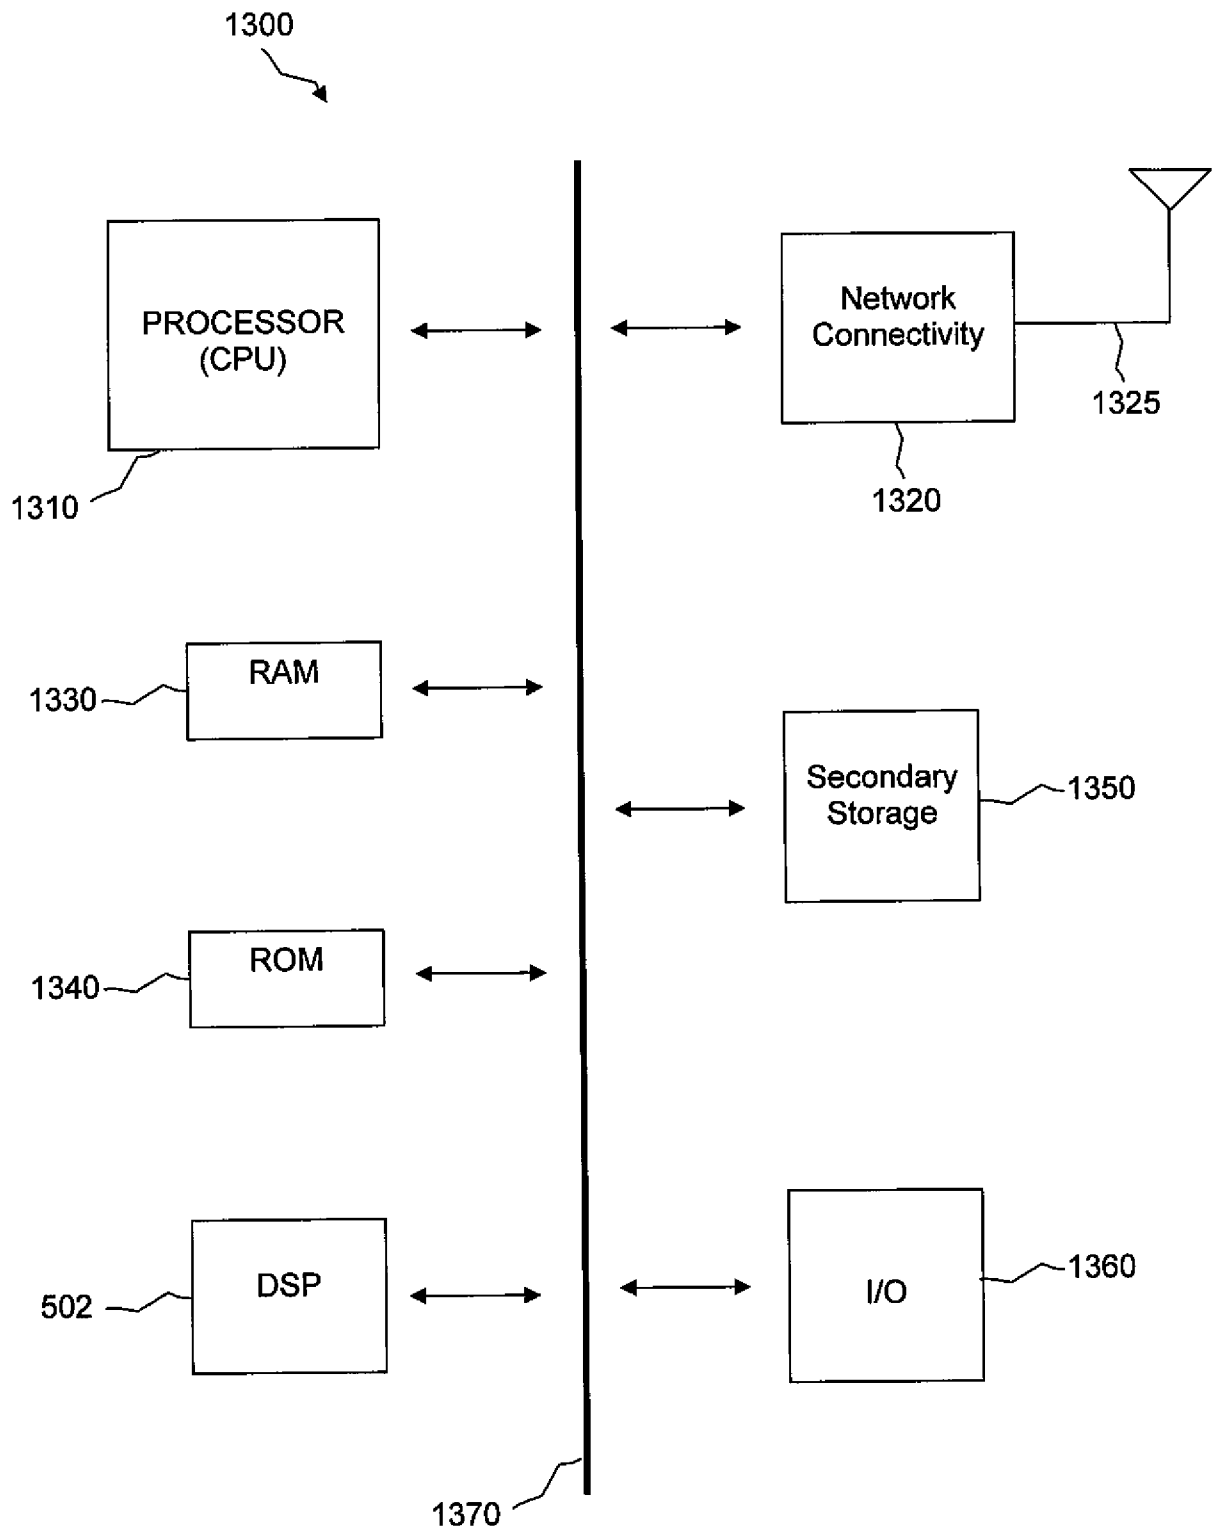 1300
PROCESSOR
(CPU)
1310
Network
Connectivity
1325
1320
RAM
1330
Secondary
Storage
1350
ROM
1340
DSP
502
I/O
1360
1370